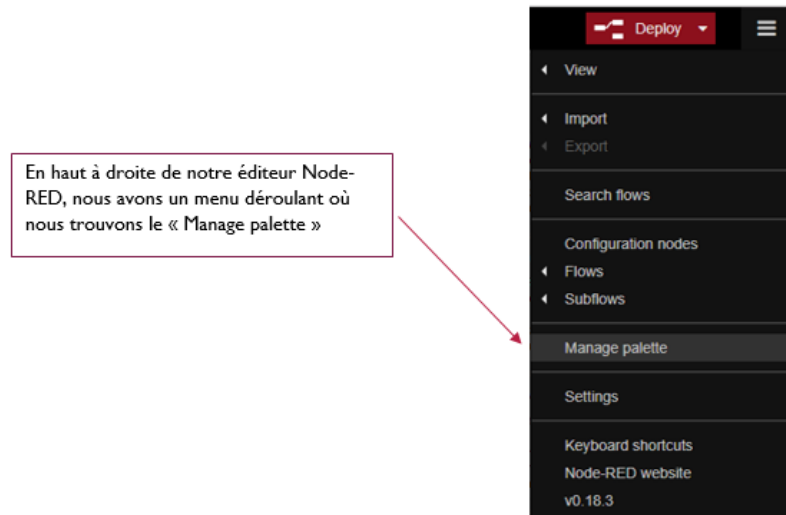 Deploy
View
Import
Export
En haut à droite de notre éditeur Node-
RED, nous avons un menu déroulant où
nous trouvons le « Manage palette »
Search flows
Configuration nodes
Flows
Subflows
Manage palette
Settings
Keyboard shortcuts
Node-RED website
v0.18.3